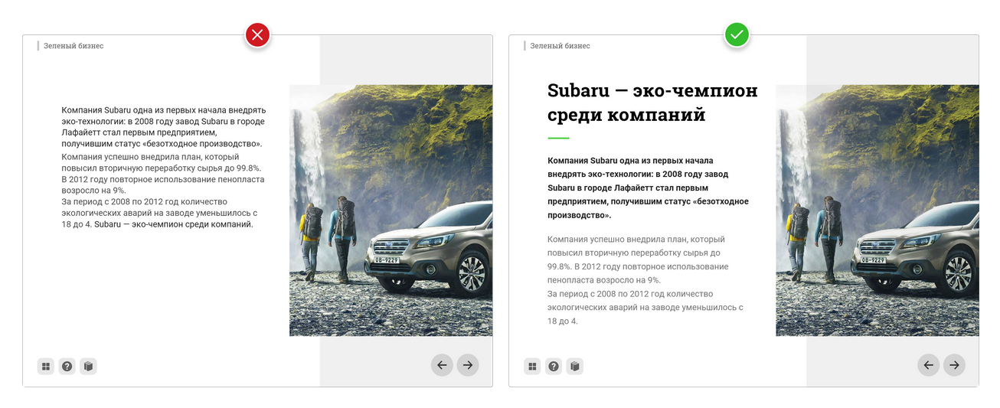 Зеленый бизнес
Компания Subaru одна из первых начала внедрять
эко-технологии: в 2008 году завод Subaru в городе
Лафайетт стал первым предприятием,
получившим статус «безотходное производство».
Компания успешно внедрила план, который
повысил вторичную переработку сырья до 99.8%.
В 2012 году повторное использование пенопласта
возросло на 9%.
За период с 2008 по 2012 год количество
экологических аварий на заводе уменьшилось с
18 до 4. Subaru — эко-чемпион среди компаний.
OB-9229
Зеленый бизнес
Subaru — эко-чемпион
среди компаний
Компания Subaru одна из первых начала
внедрять эко-технологии: в 2008 году завод
Subaru в городе Лафайетт стал первым
предприятием, получившим статус «безотходное
производство».
Компания успешно внедрила план, который
повысил вторичную переработку сырья до
99.8%. В 2012 году повторное использование
пенопласта возросло на 9%.
За период с 2008 по 2012 год количество
экологических аварий на заводе уменьшилось с
18 до 4.
OB-9229